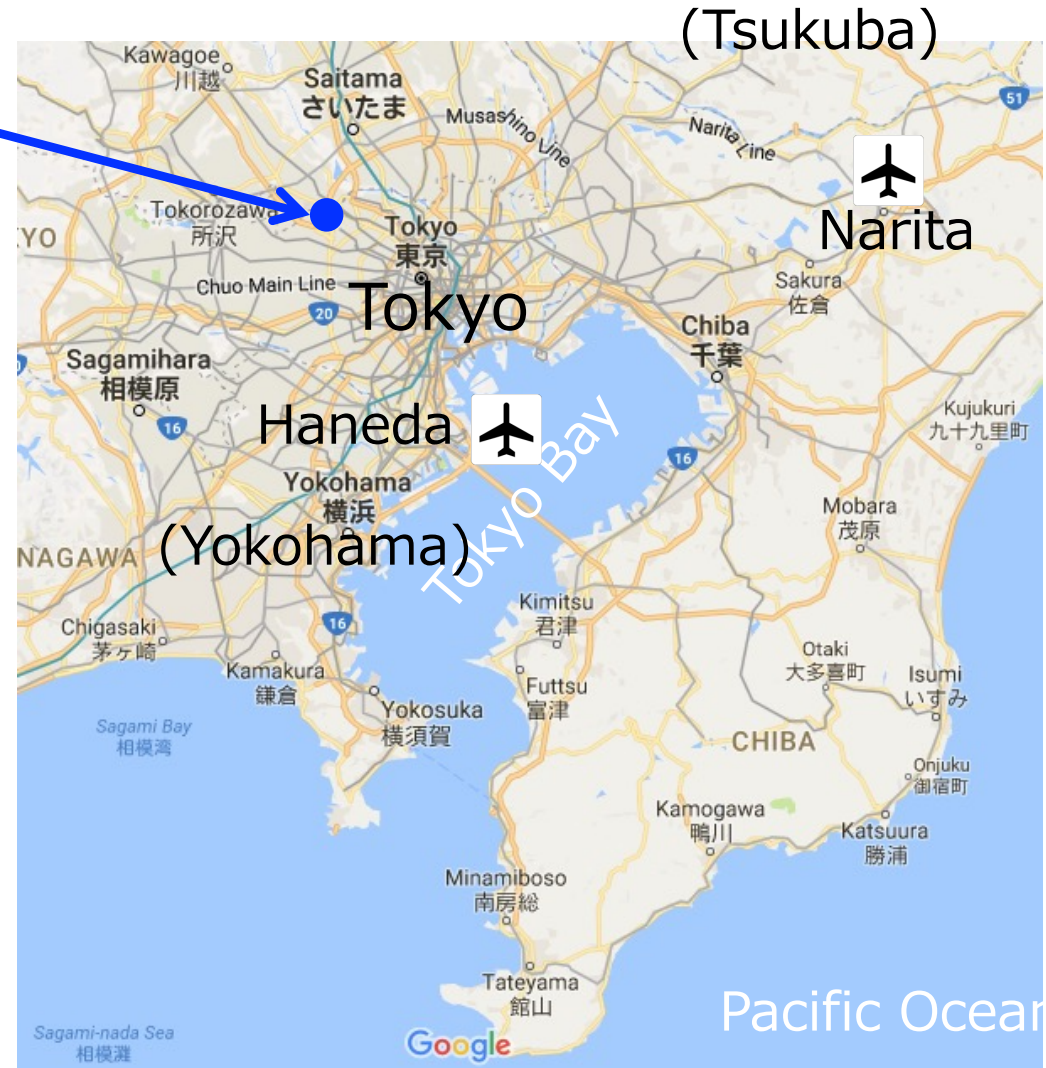 (Tsukuba)
Kawagoe
川越
Saitama
さいたま
51
Musashino Line
Narita Line
Tokorozawa
所沢
Narita
YO
Tokyo
東京
Sakura
佐倉
Chuo Main Line
20
Tokyo
Chiba
千葉
Sagamihara
相模原
16
Haneda
Kujukuri
九十九里町
16
Tokyo Bay
Yokohama
横浜
Mobara
茂原
NAGAWA
(Yokohama)
Kimitsu
君津
Chigasaki
茅ヶ崎
16
Otaki
大多喜町
Kamakura
鎌倉
Isumi
いすみ
Futtsu
富津
Yokosuka
横須賀
Sagami Bay
相模湾
CHIBA
Onjuku
御宿町
Kamogawa
鴨川
Katsuura
勝浦
Minamiboso
南房総
Tateyama
館山
Pacific Ocean
Sagami-nada Sea
相模灘
Google